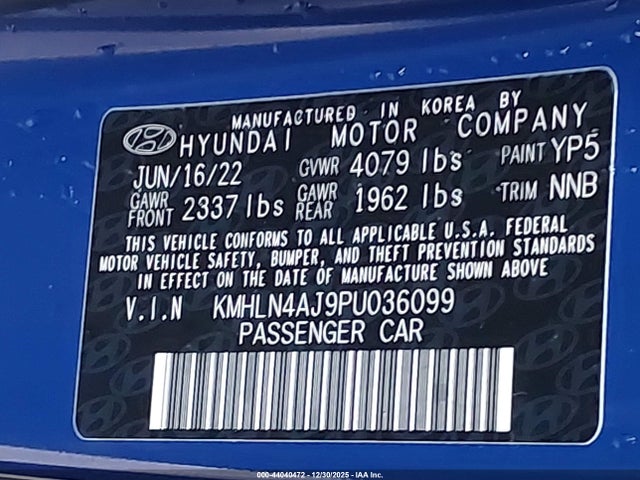 MANUFACTURED IN KOREA BY
HYUNDAI MOTOR COMPANY
JUN/16/22 GVWR 4079 lbs PAINT YP5
GAWR FRONT 2337 lbs GAWR REAR 1962 lbs TRIM NNB
THIS VEHICLE CONFORMS TO ALL APPLICABLE U.S.A. FEDERAL
MOTOR VEHICLE SAFETY, BUMPER, AND THEFT PREVENTION STANDARDS
IN EFFECT ON THE DATE OF MANUFACTURE SHOWN ABOVE
V.I.N KMHLN4AJ9PU036099
PASSENGER CAR
000-44040472 - 12/30/2025 - IAA Inc.